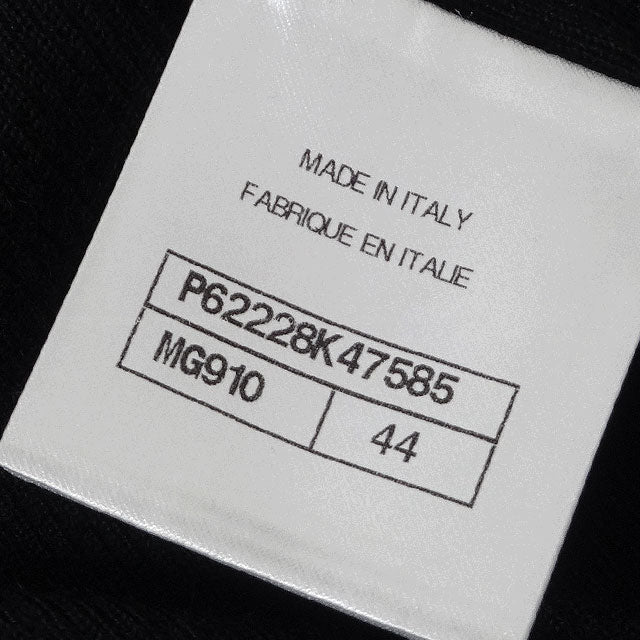 MADE IN ITALY
FABRIQUE EN ITALIE
P62228K47585
MG910 44